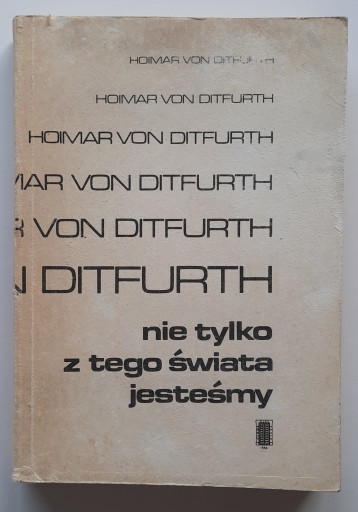 HOIMAR VON DITFURTH
HOIMAR VON DITFURTH
HOIMAR VON DITFURTH
MAR VON DITFURTH
R VON DITFURTH
N DITFURTH
nie tylko
z tego świata
jesteśmy